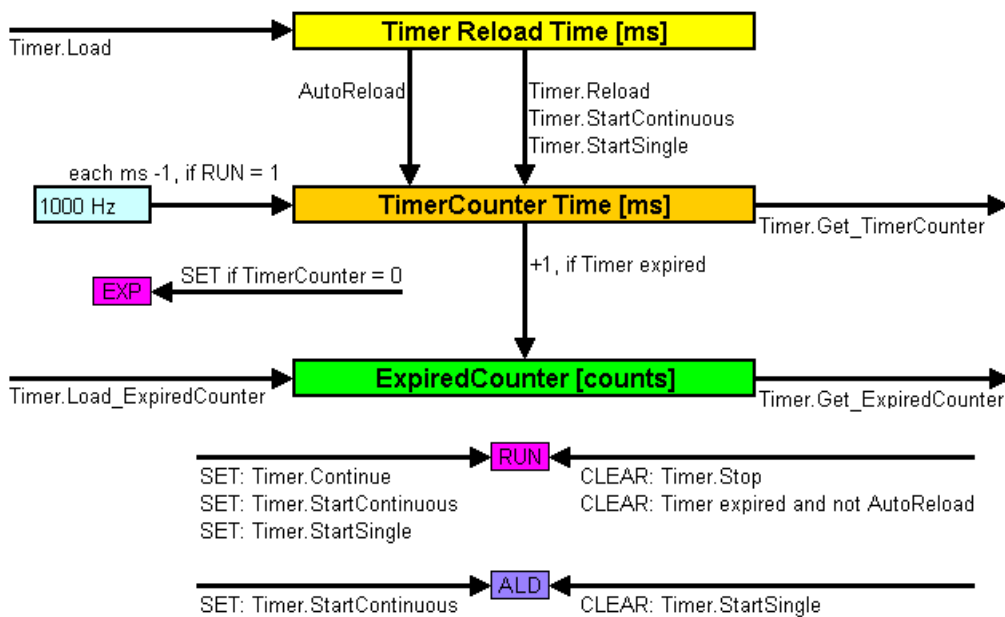 Timer Reload Time [ms]
Timer.Load
AutoReload
Timer.Reload
Timer.StartContinuous
Timer.StartSingle
each ms -1, if RUN = 1
1000 Hz
TimerCounter Time [ms]
Timer.Get_TimerCounter
+1, if Timer expired
SET if TimerCounter = 0
EXP
ExpiredCounter [counts]
Timer.Load_ExpiredCounter
Timer.Get_ExpiredCounter
RUN
SET: Timer.Continue
SET: Timer.StartContinuous
SET: Timer.StartSingle
CLEAR: Timer.Stop
CLEAR: Timer expired and not AutoReload
ALD
SET: Timer.StartContinuous
CLEAR: Timer.StartSingle